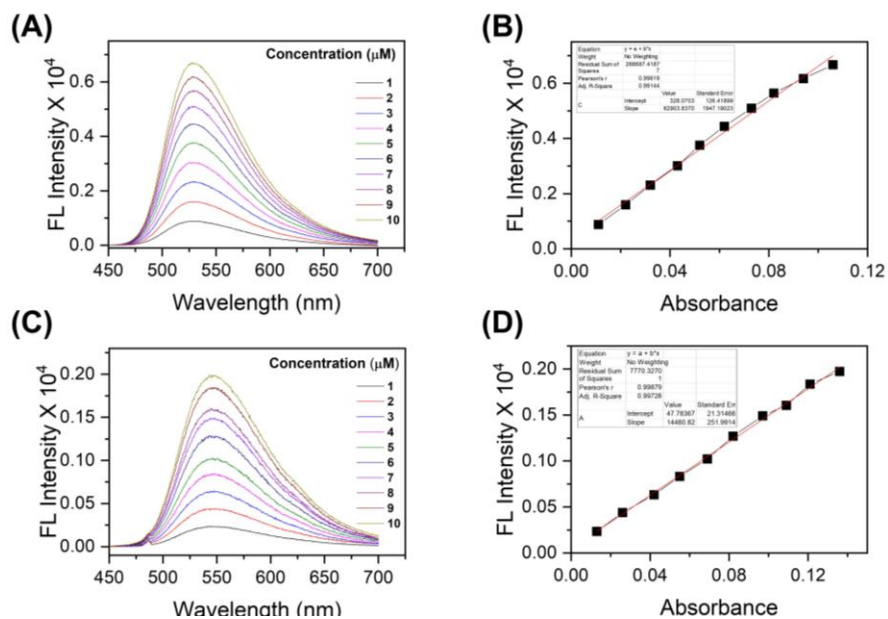 (A)
FL Intensity X 10⁴
0.6
0.4
0.2
0.0
450 500 550 600 650 700
Wavelength (nm)
Concentration (μM)
1
2
3
4
5
6
7
8
9
10
(B)
FL Intensity X 10⁴
0.6
0.4
0.2
0.0
0.00 0.04 0.08 0.12
Absorbance
Equation y = a + b*x
Weight No Weighting
Residual Sum of
Squares
Pearson's r
Adj. R-Square 0.99144
Value Standard Error
C
Intercept
Slope
(C)
FL Intensity X 10⁴
0.20
0.15
0.10
0.05
0.00
450 500 550 600 650 700
Wavelength (nm)
Concentration (μM)
1
2
3
4
5
6
7
8
9
10
(D)
FL Intensity X 10⁴
0.20
0.15
0.10
0.05
0.00
0.00 0.04 0.08 0.12
Absorbance
Equation y = a + b*x
Weight No Weighting
Residual Sum 7770.3270
of Squares 1
Pearson's r 0.99879
Adj. R-Square 0.99728
Value Standard Err
A
Intercept 47.78367 21.31466
Slope 14480.82 251.9914